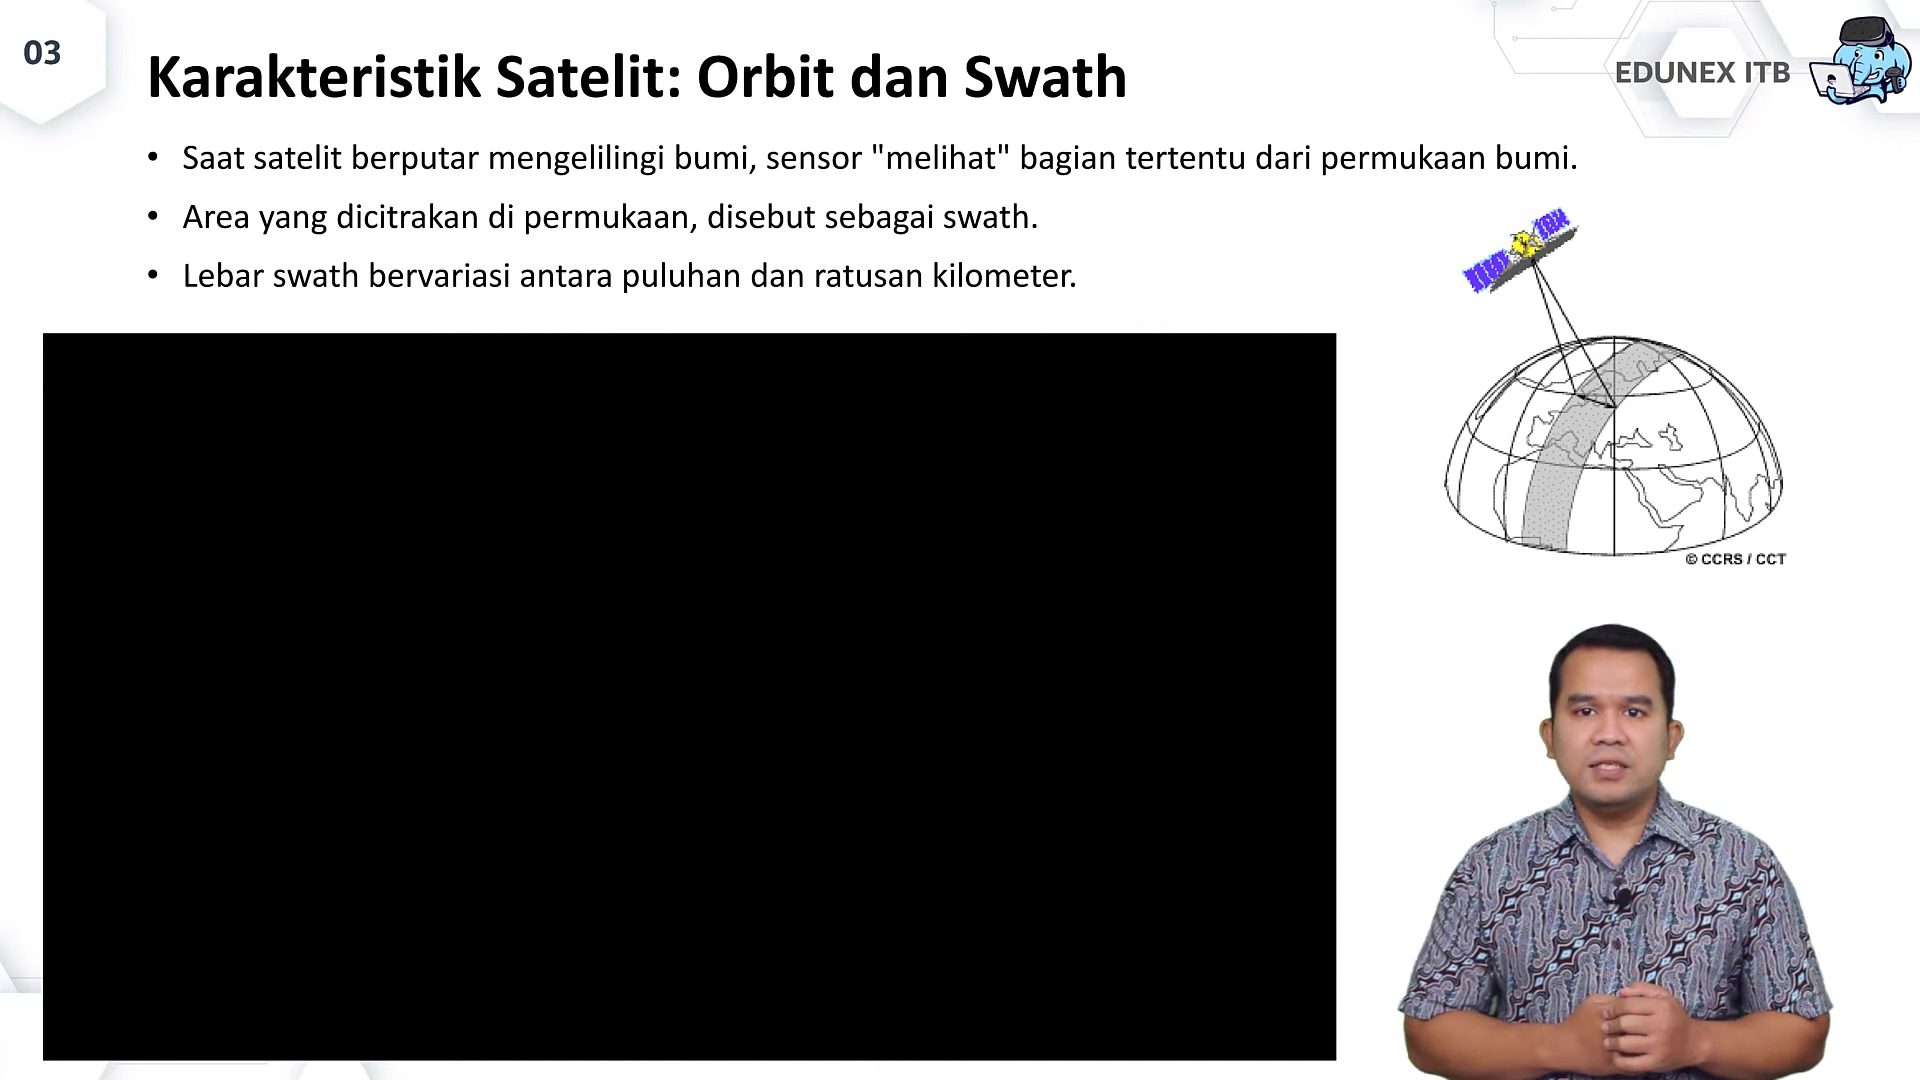 03
Karakteristik Satelit: Orbit dan Swath
EDUNEX ITB
• Saat satelit berputar mengelilingi bumi, sensor "melihat" bagian tertentu dari permukaan bumi.
• Area yang dicitrakan di permukaan, disebut sebagai swath.
• Lebar swath bervariasi antara puluhan dan ratusan kilometer.
© CCRS / CCT